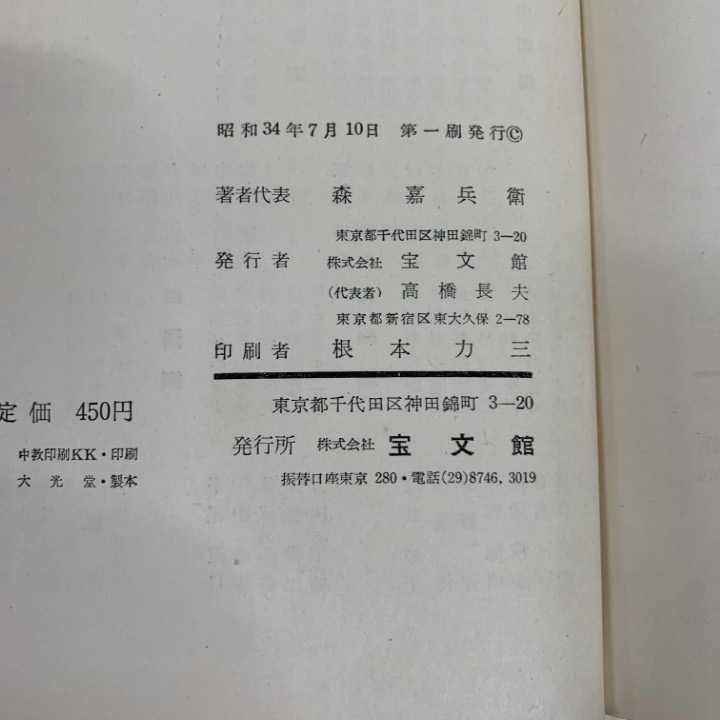 昭和34年7月10日 第一刷発行©
著者代表 森嘉兵衛
東京都千代田区神田錦町 3—20
発行者 株式会社 宝文館
(代表者) 高橋長夫
東京都新宿区東大久保 2—78
印刷者 根本力三
定価 450円
中教印刷KK・印刷
大光堂・製本
東京都千代田区神田錦町 3—20
発行所 株式会社 宝文館
振替口座東京 280・電話(29)8746, 3019